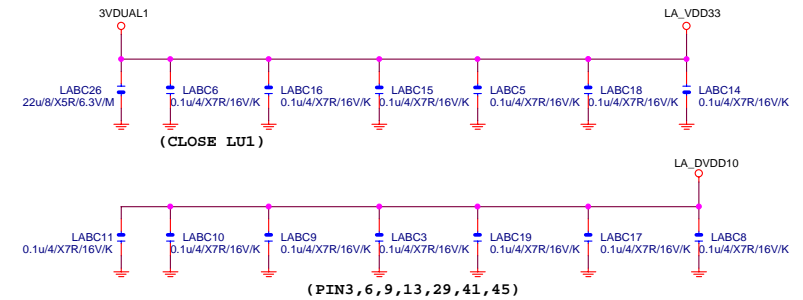 3VDUAL1
LA_VDD33
LABC26
22u/8/X5R/6.3V/M
LABC6
0.1u/4/X7R/16V/K
LABC16
0.1u/4/X7R/16V/K
LABC15
0.1u/4/X7R/16V/K
LABC5
0.1u/4/X7R/16V/K
LABC18
0.1u/4/X7R/16V/K
LABC14
0.1u/4/X7R/16V/K
(CLOSE LU1)
LA_DVDD10
LABC11
0.1u/4/X7R/16V/K
LABC10
0.1u/4/X7R/16V/K
LABC9
0.1u/4/X7R/16V/K
LABC3
0.1u/4/X7R/16V/K
LABC19
0.1u/4/X7R/16V/K
LABC17
0.1u/4/X7R/16V/K
LABC8
0.1u/4/X7R/16V/K
(PIN3,6,9,13,29,41,45)